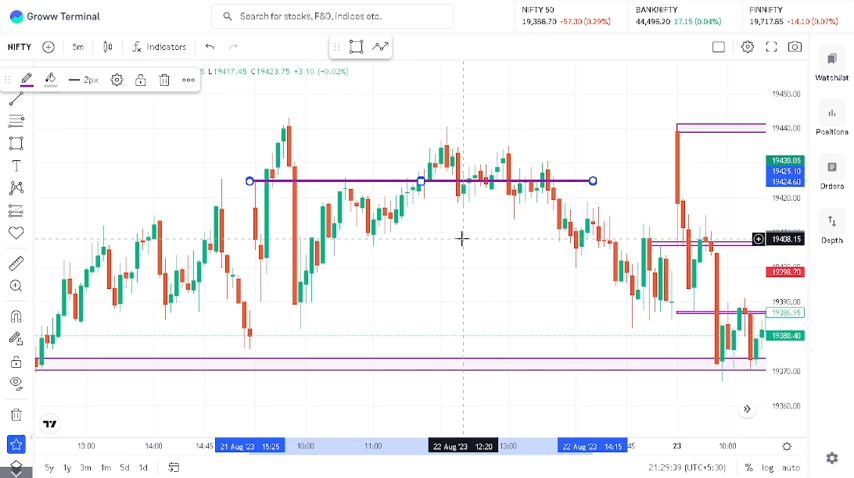 Groww Terminal
Search for stocks, F&O, Indices etc.
NIFTY 50
19,386.70 -57.30 (0.29%)
BANKNIFTY
44,496.20 17.15 (0.04%)
FINNIFTY
19,717.65 -14.10 (0.07%)
NIFTY
5m
Indicators
2px
L19417.45 C19423.75 +3.10 (+0.02%)
Watchlist
Positions
Orders
Depth
19450.00
19440.00
19430.05
19425.10
19424.60
19420.00
19408.15
19398.70
19390.00
19386.95
19380.40
19370.00
19360.00
13:00
14:00
14:45
21 Aug '23 15:25
10:00
11:00
22 Aug '23 12:20
13:00
22 Aug '23 14:15
:45
23
10:00
5y 1y 3m 1m 5d 1d
21:29:39 (UTC+5:30)
% log auto